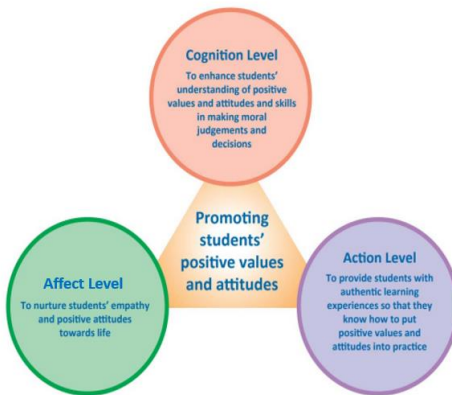 Cognition Level
To enhance students'
understanding of positive
values and attitudes and skills
in making moral
judgements and
decisions
Promoting
students'
positive values
and attitudes
Affect Level
To nurture students' empathy
and positive attitudes
towards life
Action Level
To provide students with
authentic learning
experiences so that they
know how to put
positive values and
attitudes into practice